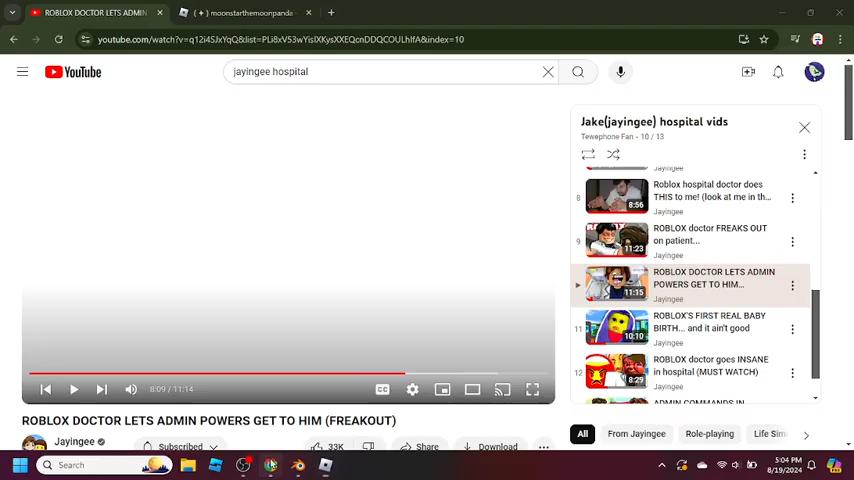 ROBLOX DOCTOR LETS ADMIN
( ✦ ) moonstarthemoonpanda
youtube.com/watch?v=q12i4SJxYqQ&list=PLi8xV53wYisIXKysXXEQcnDDQCOULhIfA&index=10
YouTube
jayingee hospital
Jake(jayingee) hospital vids
Tewephone Fan - 10 / 13
Jayingee
8
8:56
Roblox hospital doctor does
THIS to me! (look at me in th...
Jayingee
9
11:23
ROBLOX doctor FREAKS OUT
on patient...
Jayingee
11:15
ROBLOX DOCTOR LETS ADMIN
POWERS GET TO HIM...
Jayingee
11
10:10
ROBLOX'S FIRST REAL BABY
BIRTH... and it ain't good
Jayingee
12
8:29
ROBLOX doctor goes INSANE
in hospital (MUST WATCH)
Jayingee
ADMIN COMMANDS IN
8:09 / 11:14
CC
ROBLOX DOCTOR LETS ADMIN POWERS GET TO HIM (FREAKOUT)
Jayingee
Subscribed
33K
Share
Download
All
From Jayingee
Role-playing
Life Sim
Search
5:04 PM
8/19/2024